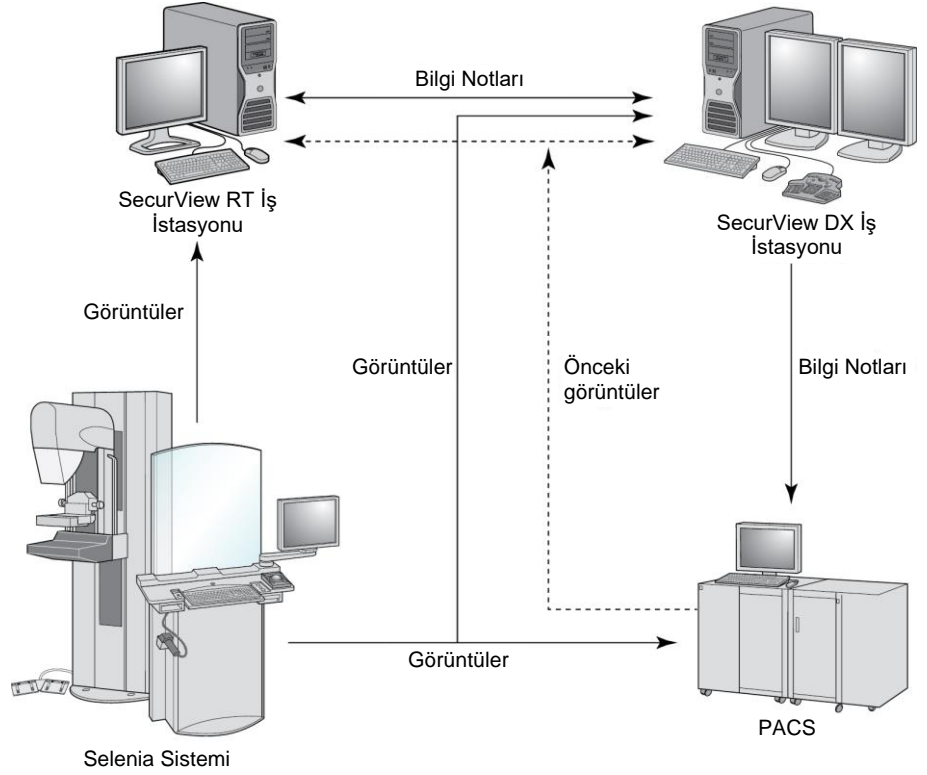 Bilgi Notları
SecurView RT İş
İstasyonu
SecurView DX İş
İstasyonu
Görüntüler
Görüntüler
Önceki
görüntüler
Bilgi Notları
Görüntüler
PACS
Selenia Sistemi